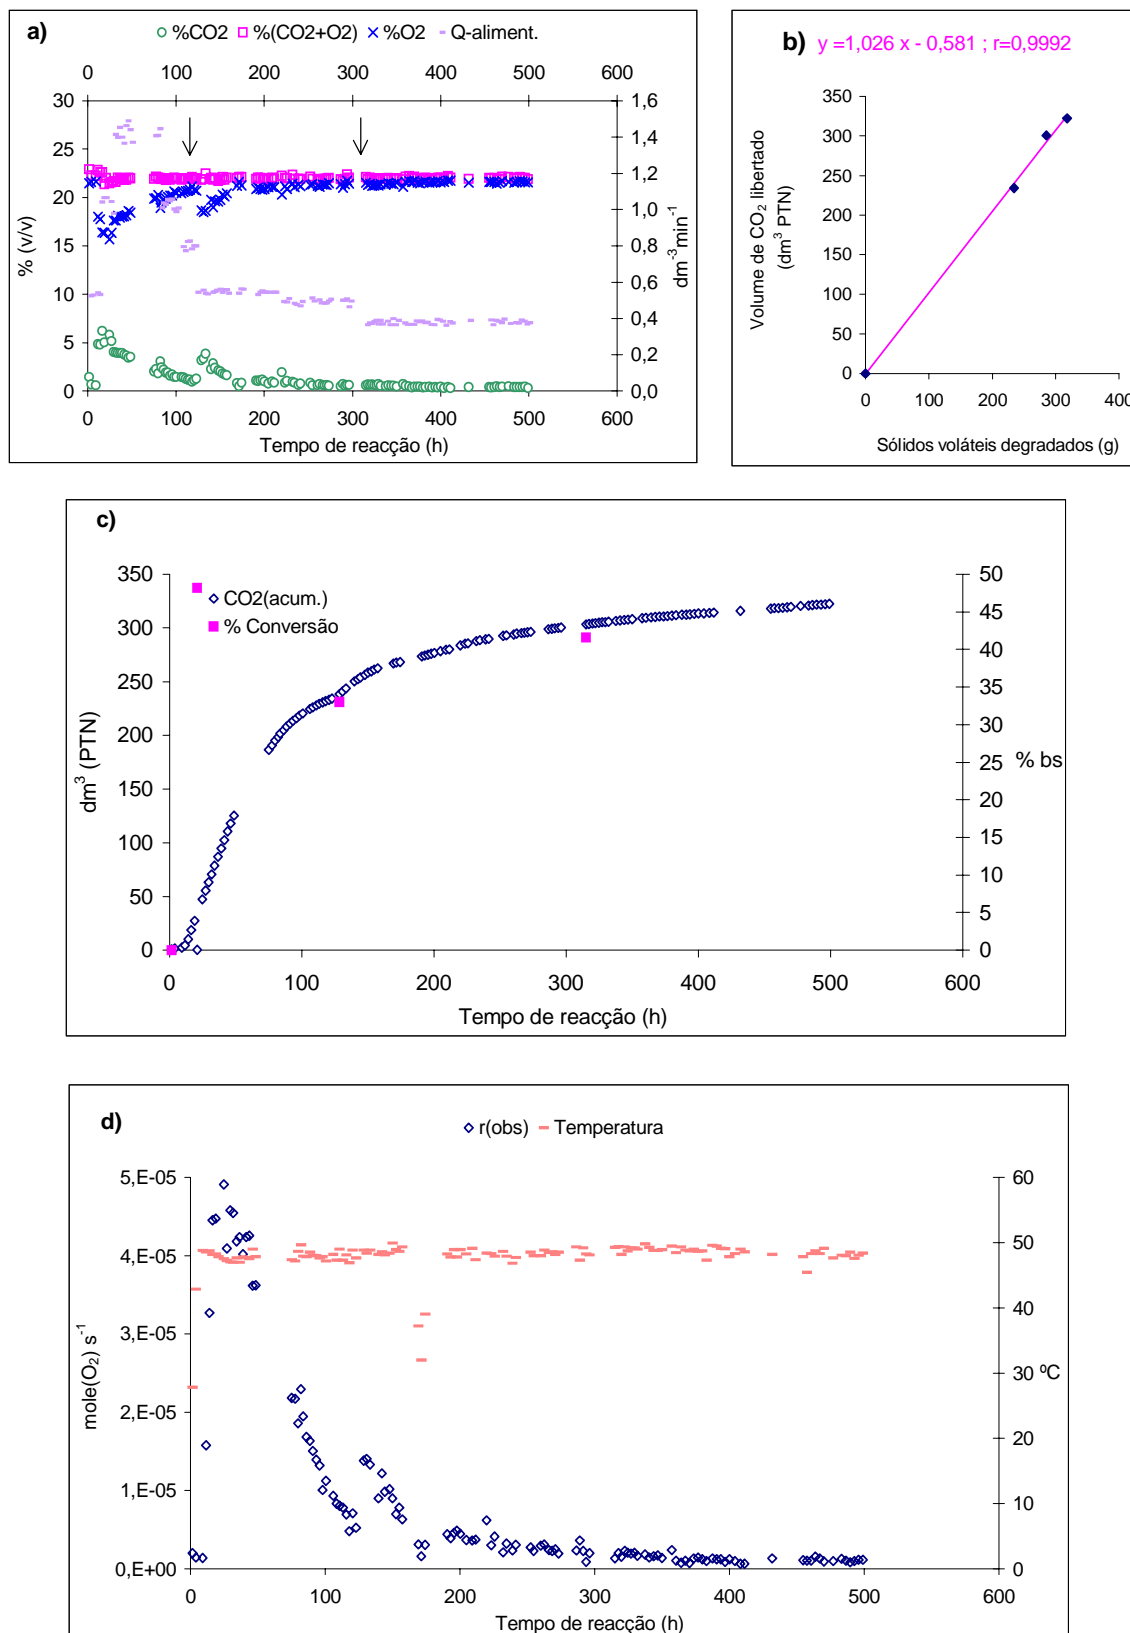 a)
%CO2 %(CO2+O2) %O2 Q-aliment.
0 100 200 300 400 500 600
30 1,6
25 1,4
20 1,2
15 1,0
10 0,8
5 0,6
0 0,4
0,2
0,0
% (v/v)
dm-3min-1
0 100 200 300 400 500 600
Tempo de reacção (h)
b) y =1,026 x - 0,581 ; r=0,9992
350
300
250
200
150
100
50
0
Volume de CO2 libertado
(dm3 PTN)
0 100 200 300 400
Sólidos voláteis degradados (g)
c)
CO2(acum.)
% Conversão
350
300
250
200
150
100
50
0
dm3 (PTN)
50
45
40
35
30
25
20
15
10
5
0
% bs
0 100 200 300 400 500 600
Tempo de reacção (h)
d)
r(obs) Temperatura
5,E-05
4,E-05
3,E-05
2,E-05
1,E-05
0,E+00
mole(O2) s-1
60
50
40
30
20
10
0
ºC
0 100 200 300 400 500 600
Tempo de reacção (h)